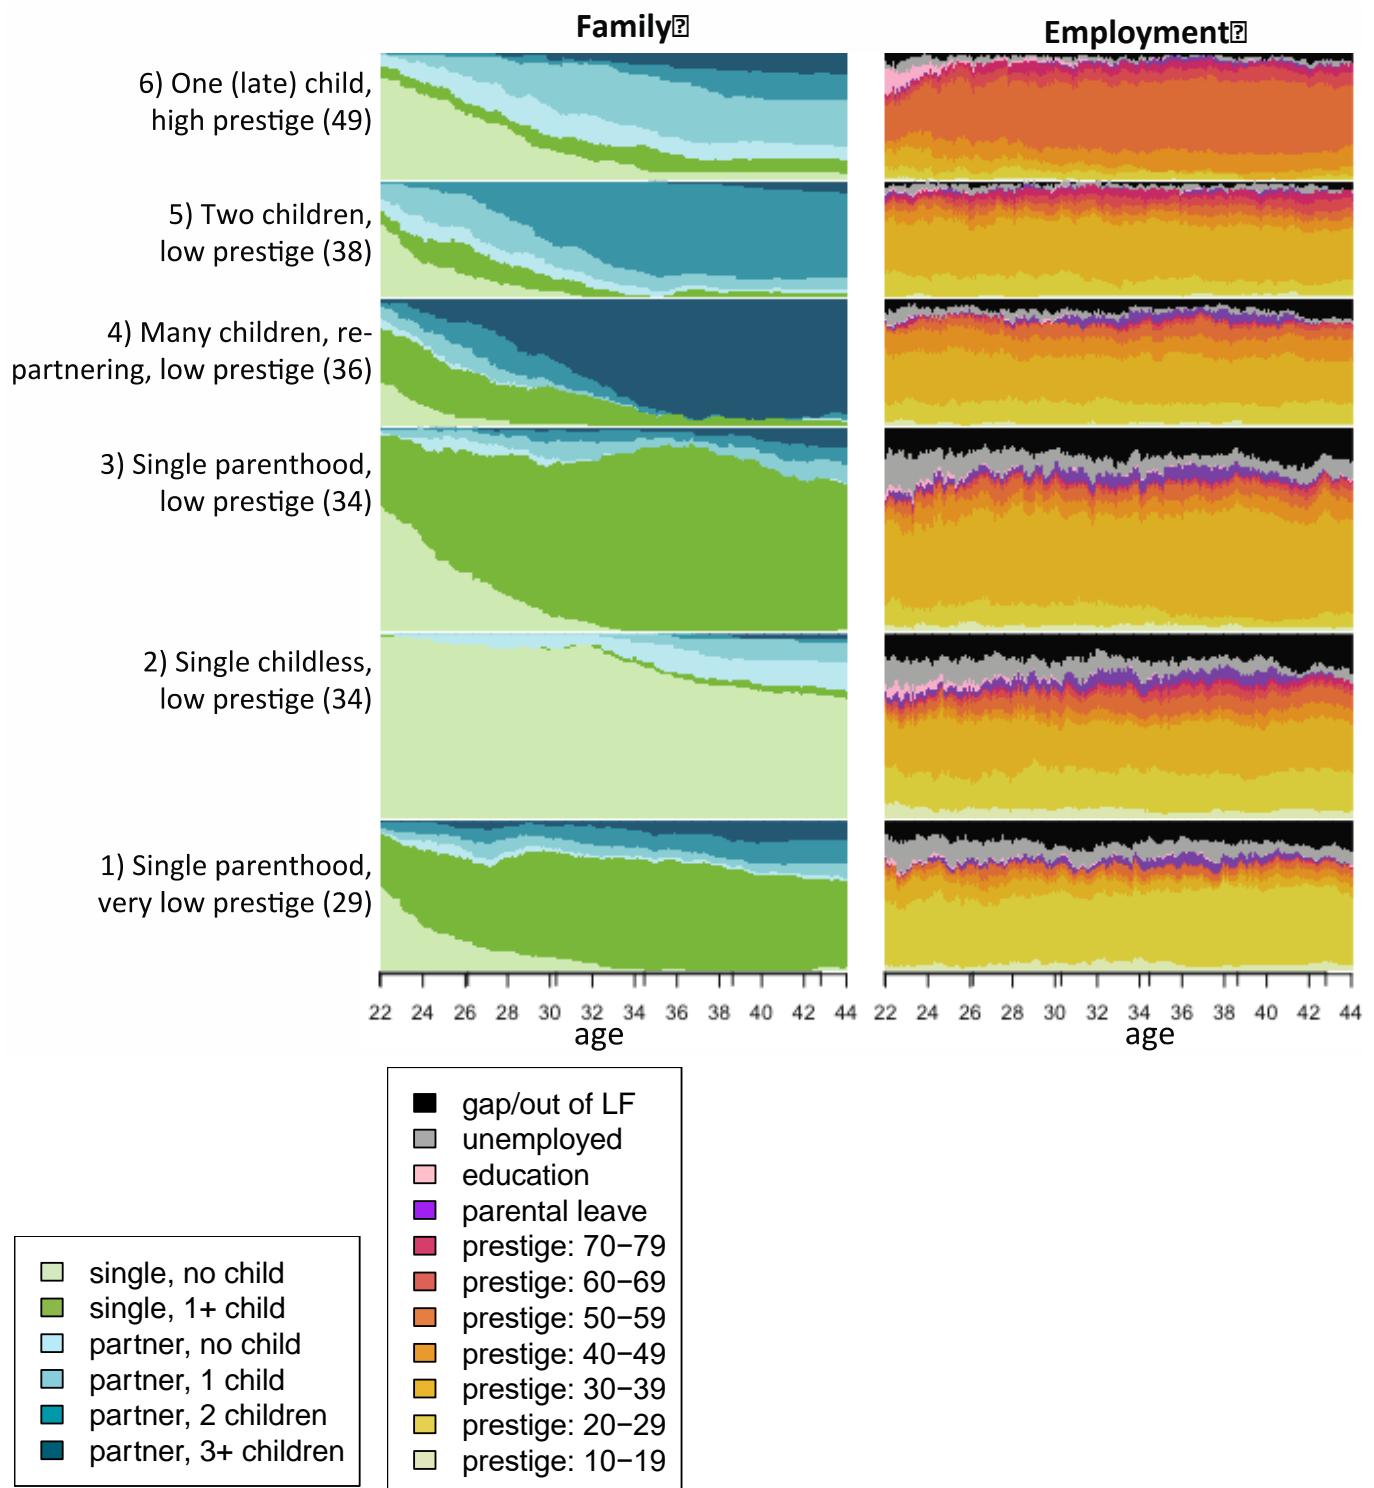 Family⍰
Employment⍰
6) One (late) child,
high prestige (49)
5) Two children,
low prestige (38)
4) Many children, re-
partnering, low prestige (36)
3) Single parenthood,
low prestige (34)
2) Single childless,
low prestige (34)
1) Single parenthood,
very low prestige (29)
22 24 26 28 30 32 34 36 38 40 42 44
age
22 24 26 28 30 32 34 36 38 40 42 44
age
gap/out of LF
unemployed
education
parental leave
prestige: 70−79
prestige: 60−69
prestige: 50−59
prestige: 40−49
prestige: 30−39
prestige: 20−29
prestige: 10−19
single, no child
single, 1+ child
partner, no child
partner, 1 child
partner, 2 children
partner, 3+ children